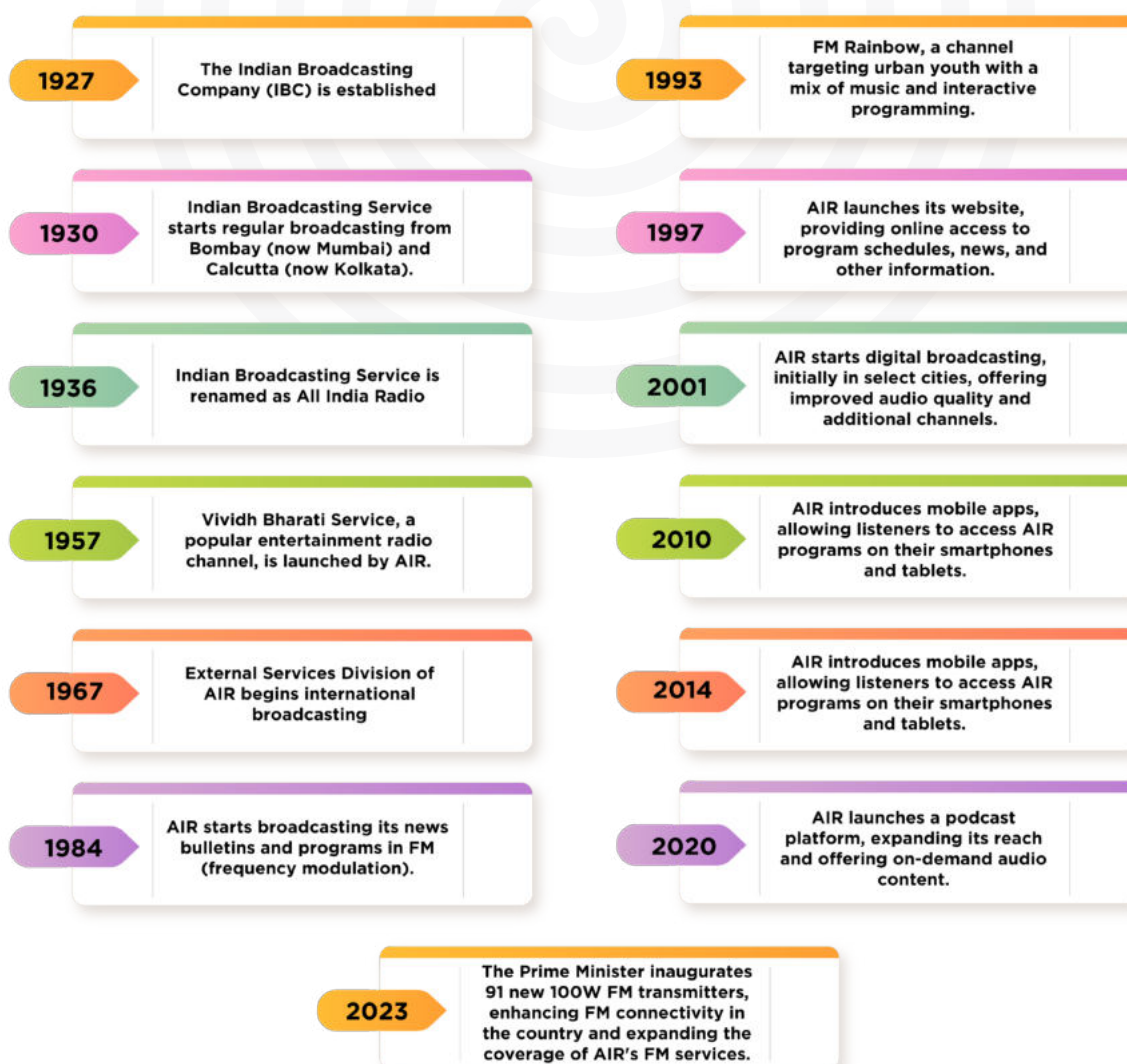 1927
The Indian Broadcasting
Company (IBC) is established
1930
Indian Broadcasting Service
starts regular broadcasting from
Bombay (now Mumbai) and
Calcutta (now Kolkata).
1936
Indian Broadcasting Service is
renamed as All India Radio
1957
Vividh Bharati Service, a
popular entertainment radio
channel, is launched by AIR.
1967
External Services Division of
AIR begins international
broadcasting
1984
AIR starts broadcasting its news
bulletins and programs in FM
(frequency modulation).
1993
FM Rainbow, a channel
targeting urban youth with a
mix of music and interactive
programming.
1997
AIR launches its website,
providing online access to
program schedules, news, and
other information.
2001
AIR starts digital broadcasting,
initially in select cities, offering
improved audio quality and
additional channels.
2010
AIR introduces mobile apps,
allowing listeners to access AIR
programs on their smartphones
and tablets.
2014
AIR introduces mobile apps,
allowing listeners to access AIR
programs on their smartphones
and tablets.
2020
AIR launches a podcast
platform, expanding its reach
and offering on-demand audio
content.
2023
The Prime Minister inaugurates
91 new 100W FM transmitters,
enhancing FM connectivity in
the country and expanding the
coverage of AIR's FM services.